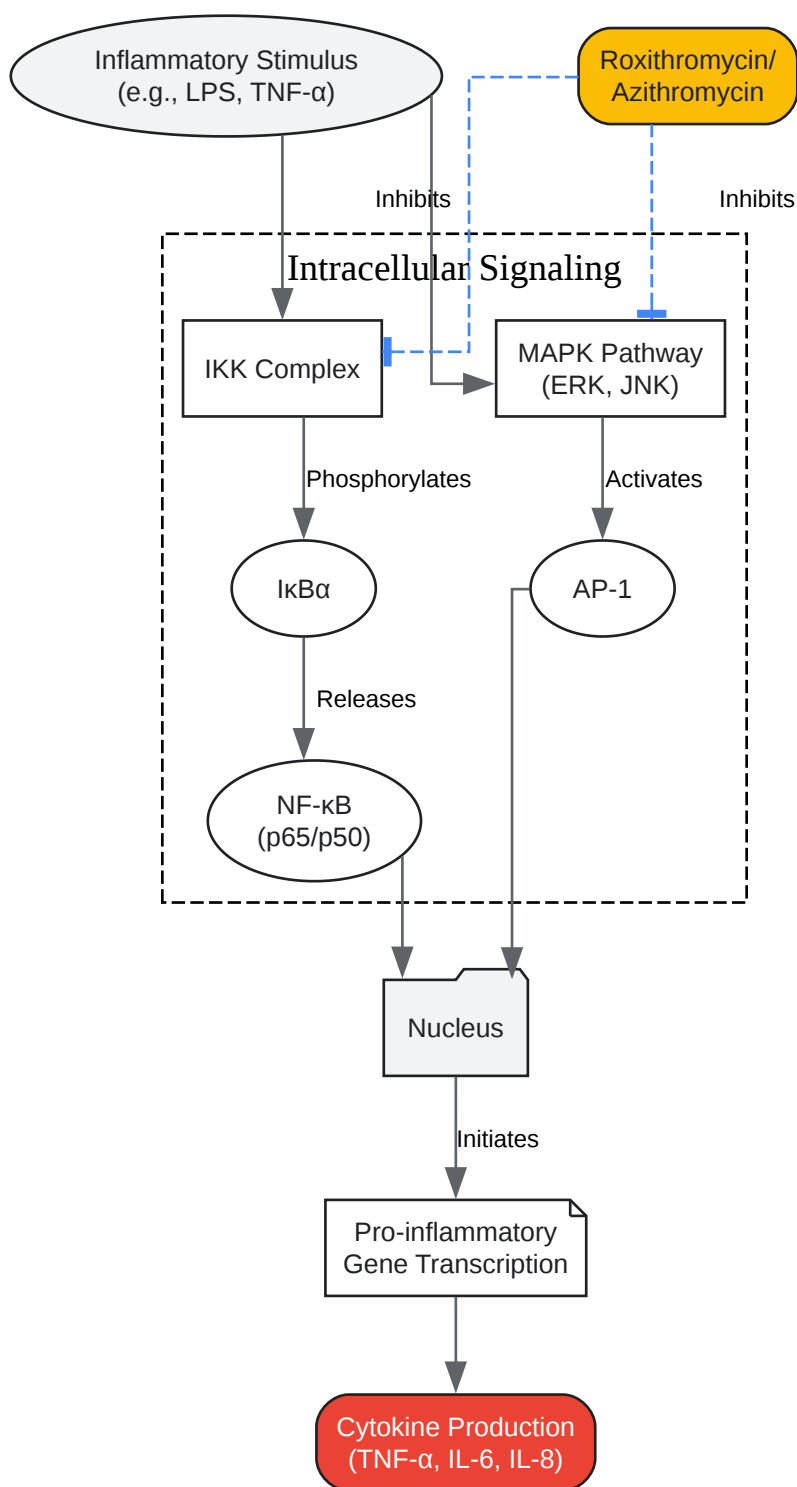 Inflammatory Stimulus
(e.g., LPS, TNF-α)
Roxithromycin/
Azithromycin
Inhibits
Inhibits
Intracellular Signaling
IKK Complex
MAPK Pathway
(ERK, JNK)
Phosphorylates
Activates
IκBα
AP-1
Releases
NF-κB
(p65/p50)
Nucleus
Initiates
Pro-inflammatory
Gene Transcription
Cytokine Production
(TNF-α, IL-6, IL-8)